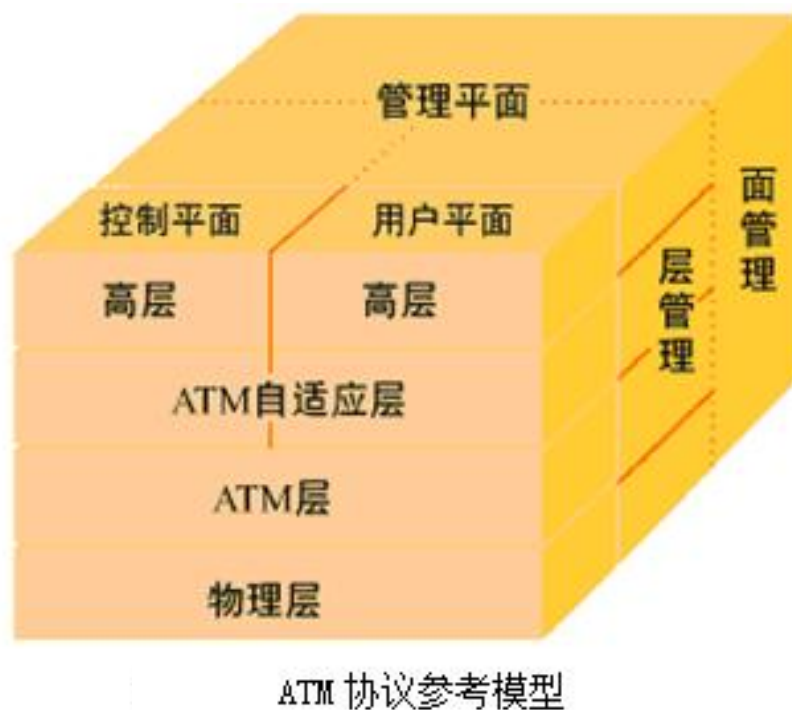 管理平面
控制平面
用户平面
面管理
层管理
高层
高层
ATM自适应层
ATM层
物理层
ATM 协议参考模型